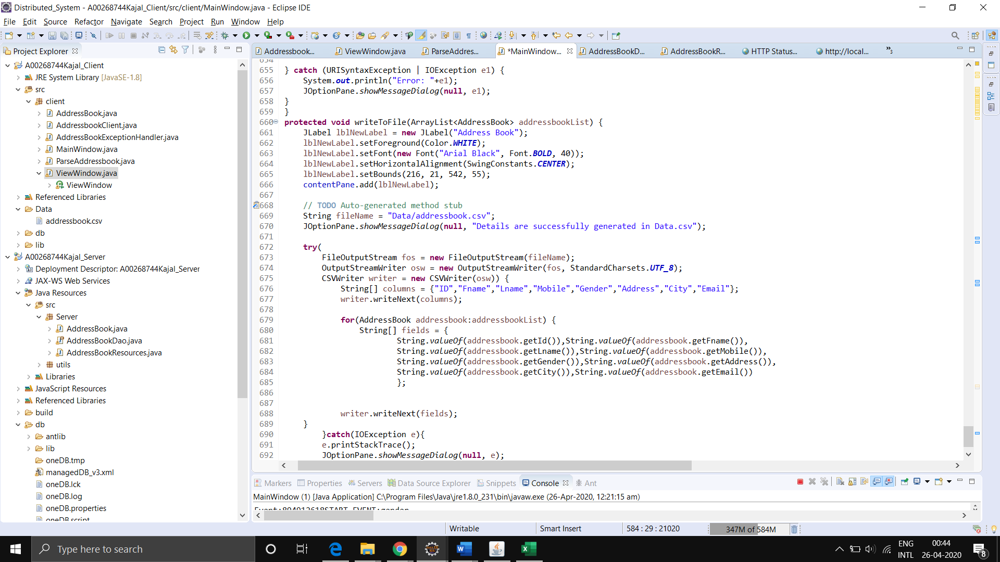 Distributed_System - A00268744Kajal_Client/src/client/MainWindow.java - Eclipse IDE
File Edit Source Refactor Navigate Search Project Run Window Help
Project Explorer
A00268744Kajal_Client
JRE System Library [JavaSE-1.8]
src
client
AddressBook.java
AddressbookClient.java
AddressBookExceptionHandler.java
MainWindow.java
ParseAddressbook.java
ViewWindow.java
ViewWindow
Referenced Libraries
Data
addressbook.csv
db
lib
A00268744Kajal_Server
Deployment Descriptor: A00268744Kajal_Server
JAX-WS Web Services
Java Resources
src
Server
AddressBook.java
AddressBookDao.java
AddressBookResources.java
utils
Libraries
JavaScript Resources
Referenced Libraries
build
db
antlib
lib
oneDB.tmp
managedDB_v3.xml
oneDB.lck
oneDB.log
oneDB.properties
oneDB.script
Addressbook... ViewWindow.java ParseAddres... *MainWindow... AddressBookD... AddressBookR... HTTP Status... http://local... »3
654
655 } catch (URISyntaxException | IOException e1) {
656 System.out.println("Error: "+e1);
657 JOptionPane.showMessageDialog(null, e1);
658 }
659 }
660 protected void writeToFile(ArrayList<AddressBook> addressbookList) {
661 JLabel lblNewLabel = new JLabel("Address Book");
662 lblNewLabel.setForeground(Color.WHITE);
663 lblNewLabel.setFont(new Font("Arial Black", Font.BOLD, 40));
664 lblNewLabel.setHorizontalAlignment(SwingConstants.CENTER);
665 lblNewLabel.setBounds(216, 21, 542, 55);
666 contentPane.add(lblNewLabel);
667
668 // TODO Auto-generated method stub
669 String fileName = "Data/addressbook.csv";
670 JOptionPane.showMessageDialog(null, "Details are successfully generated in Data.csv");
671
672 try(
673 FileOutputStream fos = new FileOutputStream(fileName);
674 OutputStreamWriter osw = new OutputStreamWriter(fos, StandardCharsets.UTF_8);
675 CSVWriter writer = new CSVWriter(osw)) {
676 String[] columns = {"ID","Fname","Lname","Mobile","Gender","Address","City","Email"};
677 writer.writeNext(columns);
678
679 for(AddressBook addressbook:addressbookList) {
680 String[] fields = {
681 String.valueOf(addressbook.getId()),String.valueOf(addressbook.getFname()),
682 String.valueOf(addressbook.getLname()),String.valueOf(addressbook.getMobile()),
683 String.valueOf(addressbook.getGender()),String.valueOf(addressbook.getAddress()),
684 String.valueOf(addressbook.getCity()),String.valueOf(addressbook.getEmail())
685 };
686
687
688 writer.writeNext(fields);
689 }
690 }catch(IOException e){
691 e.printStackTrace();
692 JOptionPane.showMessageDialog(null, e);
Markers Properties Servers Data Source Explorer Snippets Console Ant
MainWindow (1) [Java Application] C:\Program Files\Java\jre1.8.0_231\bin\javaw.exe (26-Apr-2020, 12:21:15 am)
Writable Smart Insert 584 : 29 : 21020 347M of 584M
Type here to search
ENG 00:44
INTL 26-04-2020 8